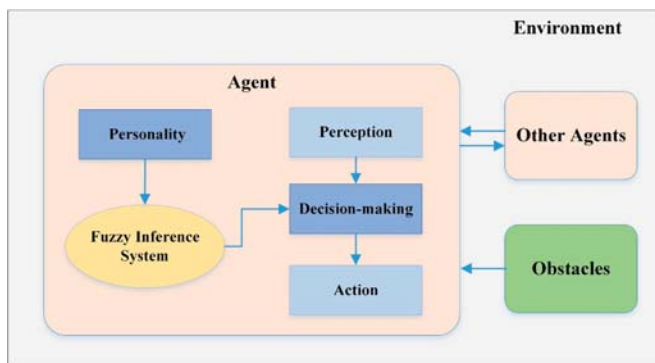 Environment
Agent
Personality
Perception
Other Agents
Decision-making
Fuzzy Inference
System
Action
Obstacles